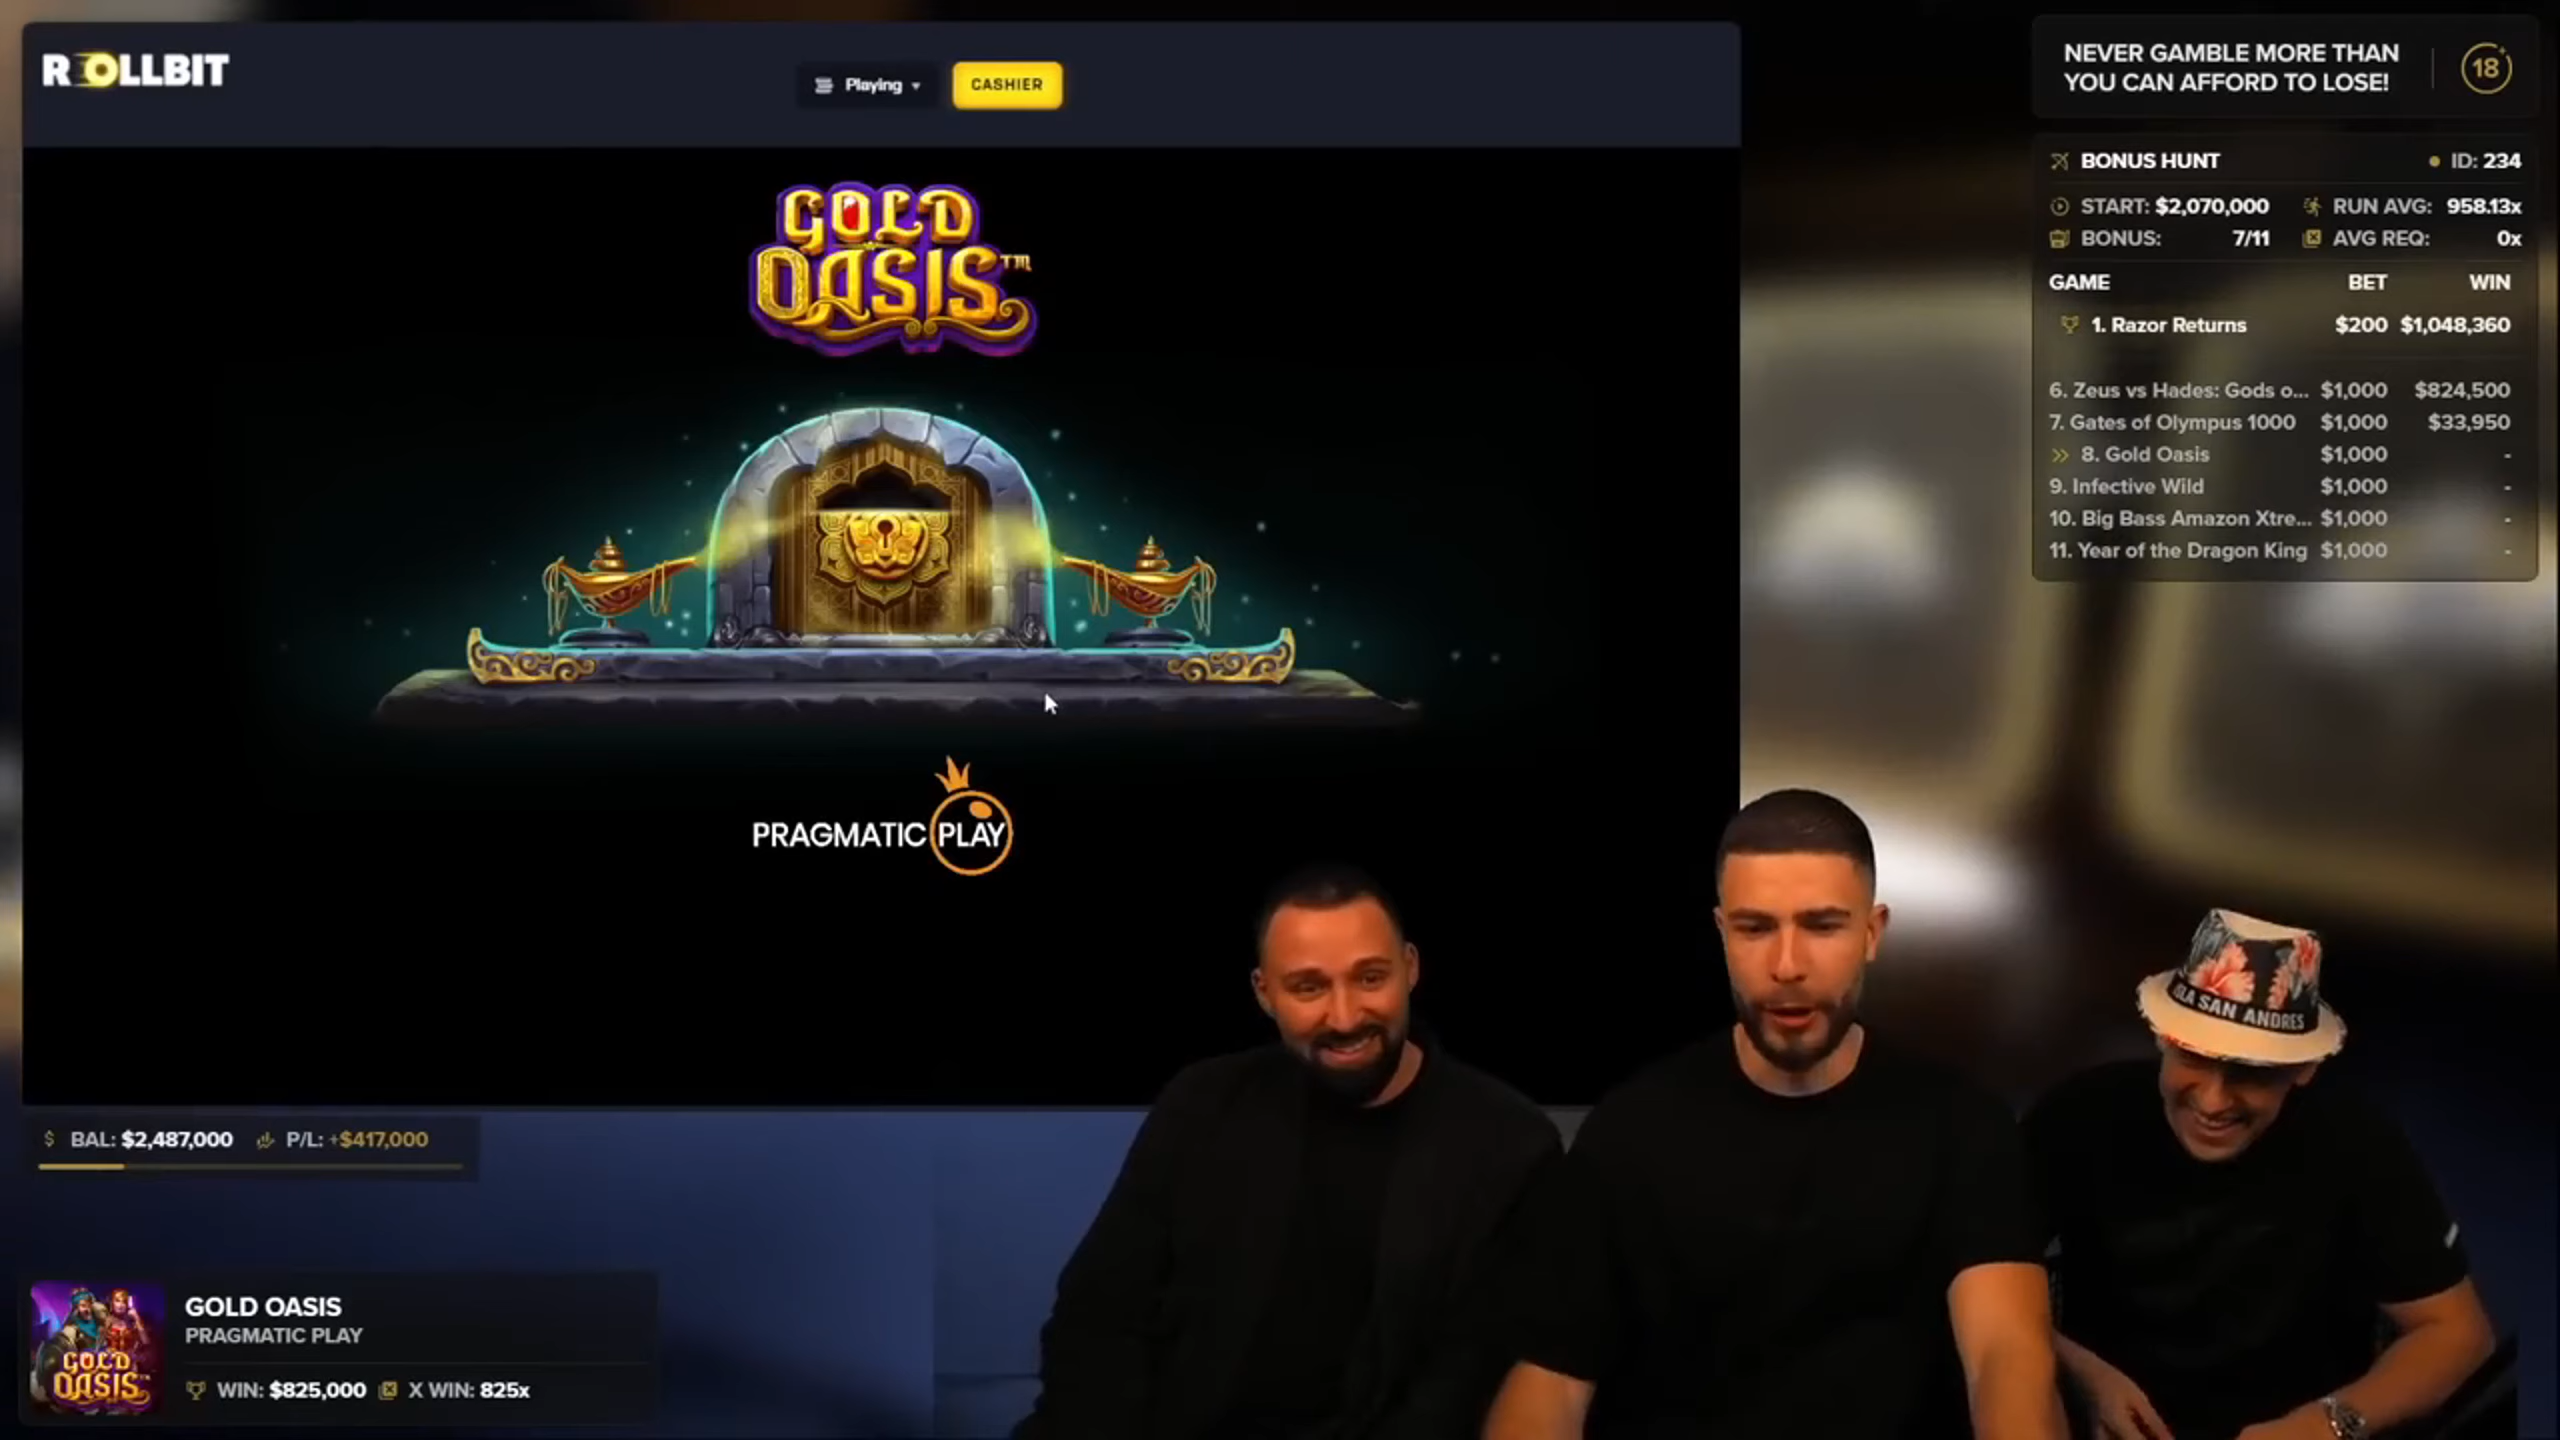 ROLLBIT
Playing
CASHIER
NEVER GAMBLE MORE THAN
YOU CAN AFFORD TO LOSE!
18+
BONUS HUNT
ID: 234
START: $2,070,000
RUN AVG: 958.13x
BONUS: 7/11
AVG REQ: 0x
GAME BET WIN
1. Razor Returns $200 $1,048,360
6. Zeus vs Hades: Gods o... $1,000 $824,500
7. Gates of Olympus 1000 $1,000 $33,950
8. Gold Oasis $1,000 -
9. Infective Wild $1,000 -
10. Big Bass Amazon Xtre... $1,000 -
11. Year of the Dragon King $1,000 -
GOLD
OASIS™
PRAGMATIC PLAY
ISLA SAN ANDRES
BAL: $2,487,000 P/L: +$417,000
GOLD OASIS
PRAGMATIC PLAY
WIN: $825,000 X WIN: 825x
GOLD
OASIS